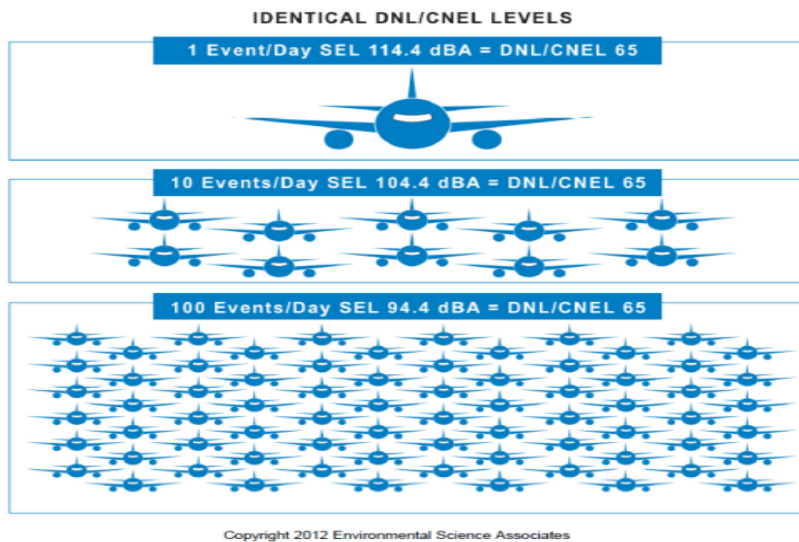 IDENTICAL DNL/CNEL LEVELS
1 Event/Day SEL 114.4 dBA = DNL/CNEL 65
10 Events/Day SEL 104.4 dBA = DNL/CNEL 65
100 Events/Day SEL 94.4 dBA = DNL/CNEL 65
Copyright 2012 Environmental Science Associates